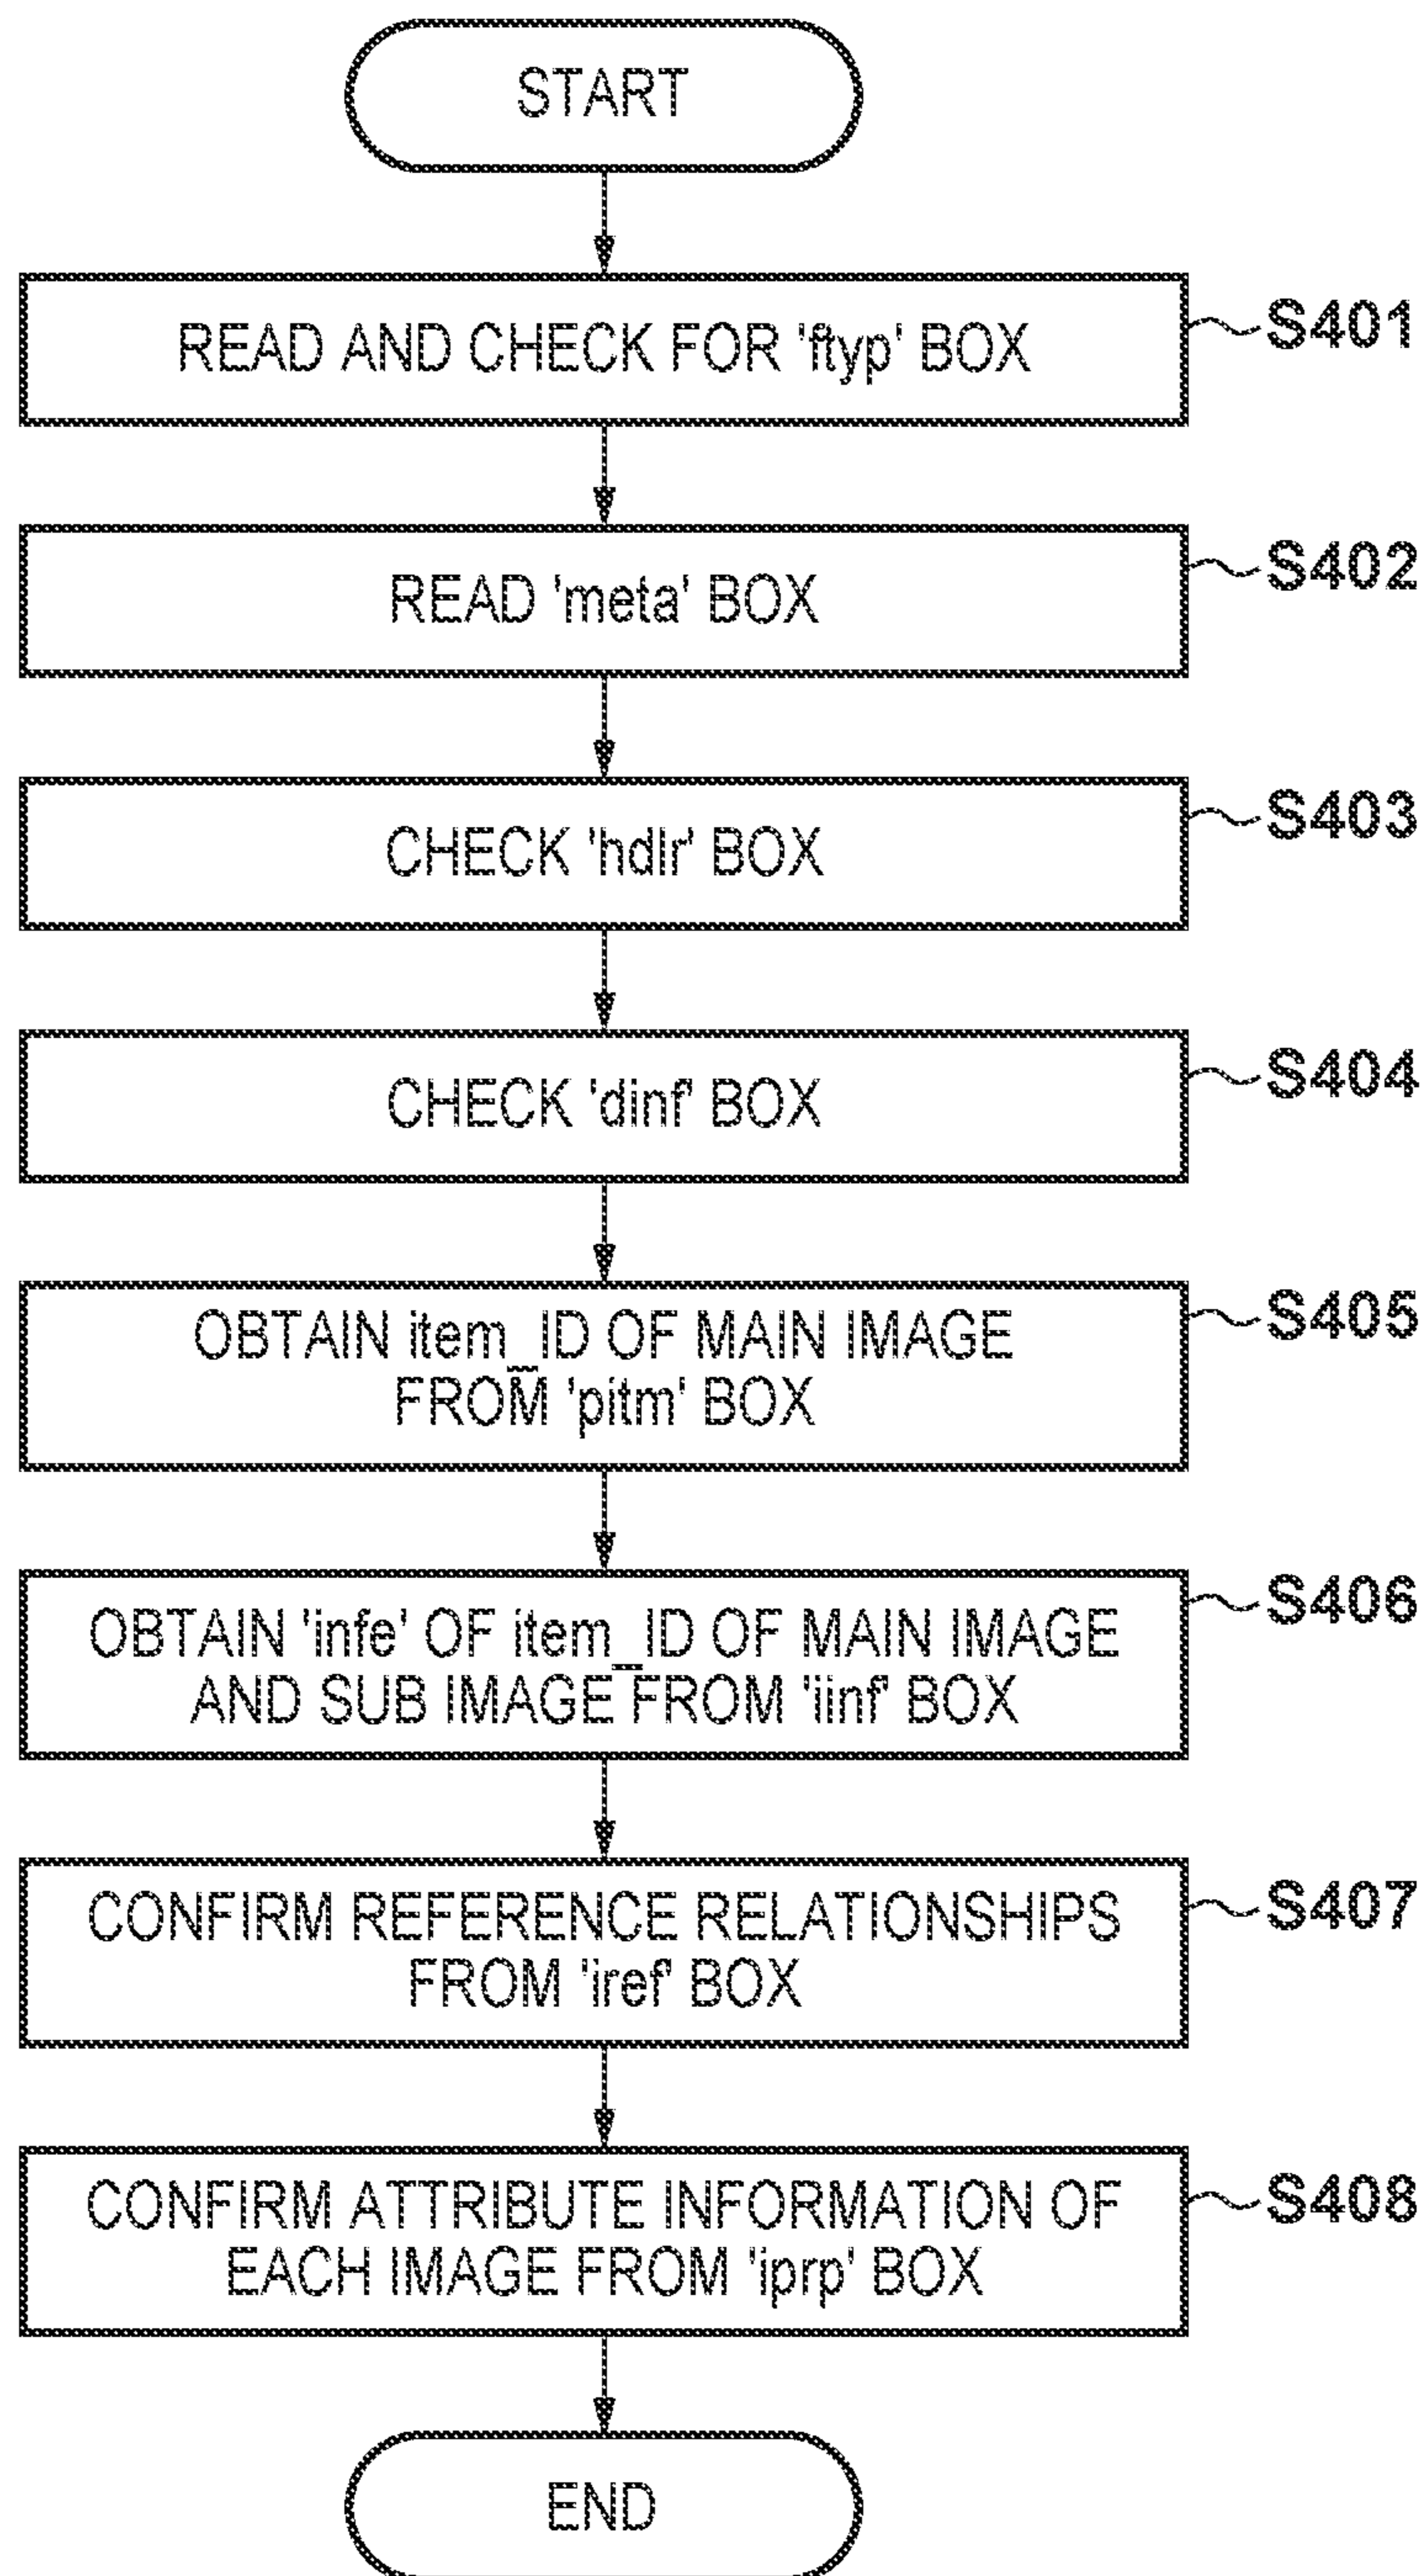 START
READ AND CHECK FOR 'ftyp' BOX
S401
READ 'meta' BOX
S402
CHECK 'hdlr' BOX
S403
CHECK 'dinf' BOX
S404
OBTAIN item_ID OF MAIN IMAGE
FROM 'pitm' BOX
S405
OBTAIN 'infe' OF item_ID OF MAIN IMAGE
AND SUB IMAGE FROM 'iinf' BOX
S406
CONFIRM REFERENCE RELATIONSHIPS
FROM 'iref' BOX
S407
CONFIRM ATTRIBUTE INFORMATION OF
EACH IMAGE FROM 'iprp' BOX
S408
END